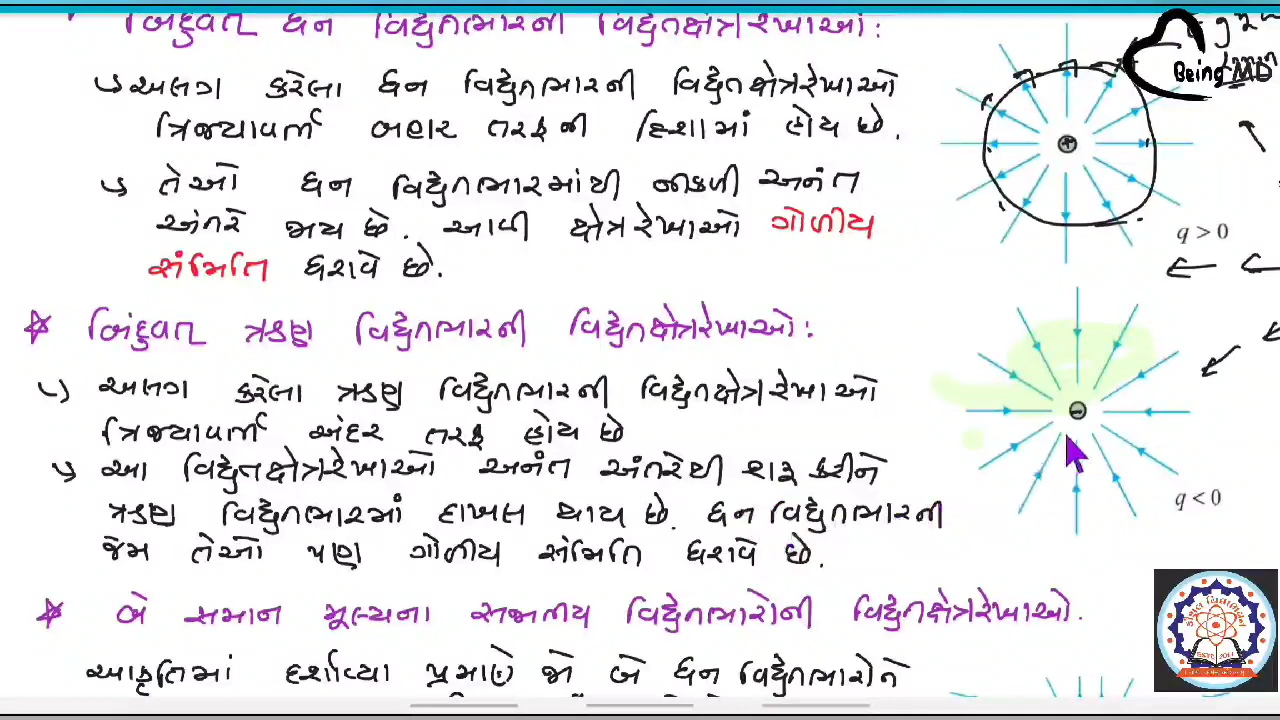 બિંદુવત્ ધન વિદ્યુતભારની વિદ્યુતક્ષેત્રરેખાઓ:
અલગ કરેલા ધન વિદ્યુતભારની વિદ્યુતક્ષેત્રરેખાઓ
ત્રિજ્યાવર્તી બહાર તરફની દિશામાં હોય છે.
તેઓ ધન વિદ્યુતભારમાંથી નીકળી અનંત
અંતરે જાય છે. આવી ક્ષેત્રરેખાઓ ગોળીય
સંમિતિ ધરાવે છે.
Being MD
q > 0
બિંદુવત્ ઋણ વિદ્યુતભારની વિદ્યુતક્ષેત્રરેખાઓ:
અલગ કરેલા ઋણ વિદ્યુતભારની વિદ્યુતક્ષેત્રરેખાઓ
ત્રિજ્યાવર્તી અંદર તરફ હોય છે
આ વિદ્યુતક્ષેત્રરેખાઓ અનંત અંતરેથી શરૂ કરીને
ઋણ વિદ્યુતભારમાં દાખલ થાય છે. ધન વિદ્યુતભારની
જેમ તેઓ પણ ગોળીય સંમિતિ ધરાવે છે.
q < 0
બે સમાન મૂલ્યના સજાતીય વિદ્યુતભારોની વિદ્યુતક્ષેત્રરેખાઓ.
આકૃતિમાં દર્શાવ્યા પ્રમાણે જો બે ધન વિદ્યુતભારોને